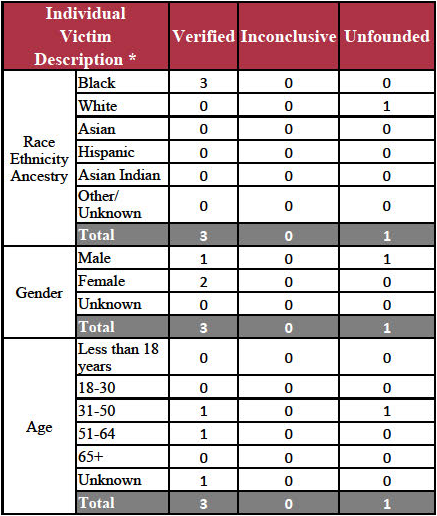 Individual Victim Description * Verified Inconclusive Unfounded
Race Ethnicity Ancestry
Black 3 0 0
White 0 0 1
Asian 0 0 0
Hispanic 0 0 0
Asian Indian 0 0 0
Other/ Unknown 0 0 0
Total 3 0 1
Gender
Male 1 0 1
Female 2 0 0
Unknown 0 0 0
Total 3 0 1
Age
Less than 18 years 0 0 0
18-30 0 0 0
31-50 1 0 1
51-64 1 0 0
65+ 0 0 0
Unknown 1 0 0
Total 3 0 1